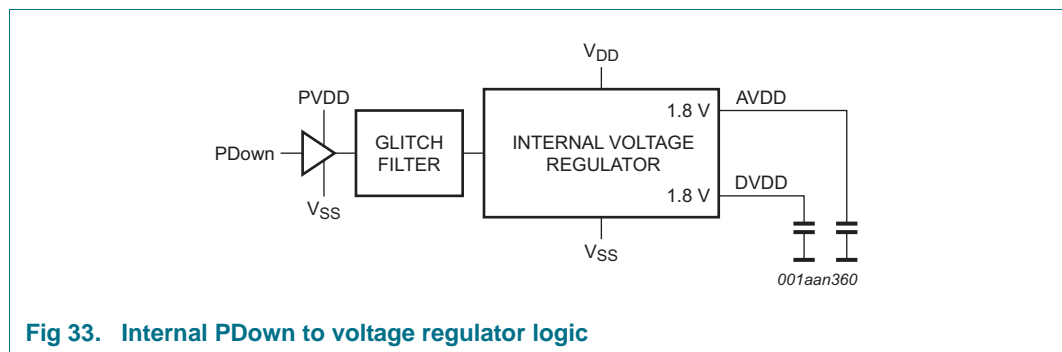 VDD
PVDD
1.8 V
AVDD
PDown
GLITCH
FILTER
INTERNAL VOLTAGE
REGULATOR
1.8 V
DVDD
VSS
VSS
001aan360
Fig 33. Internal PDown to voltage regulator logic